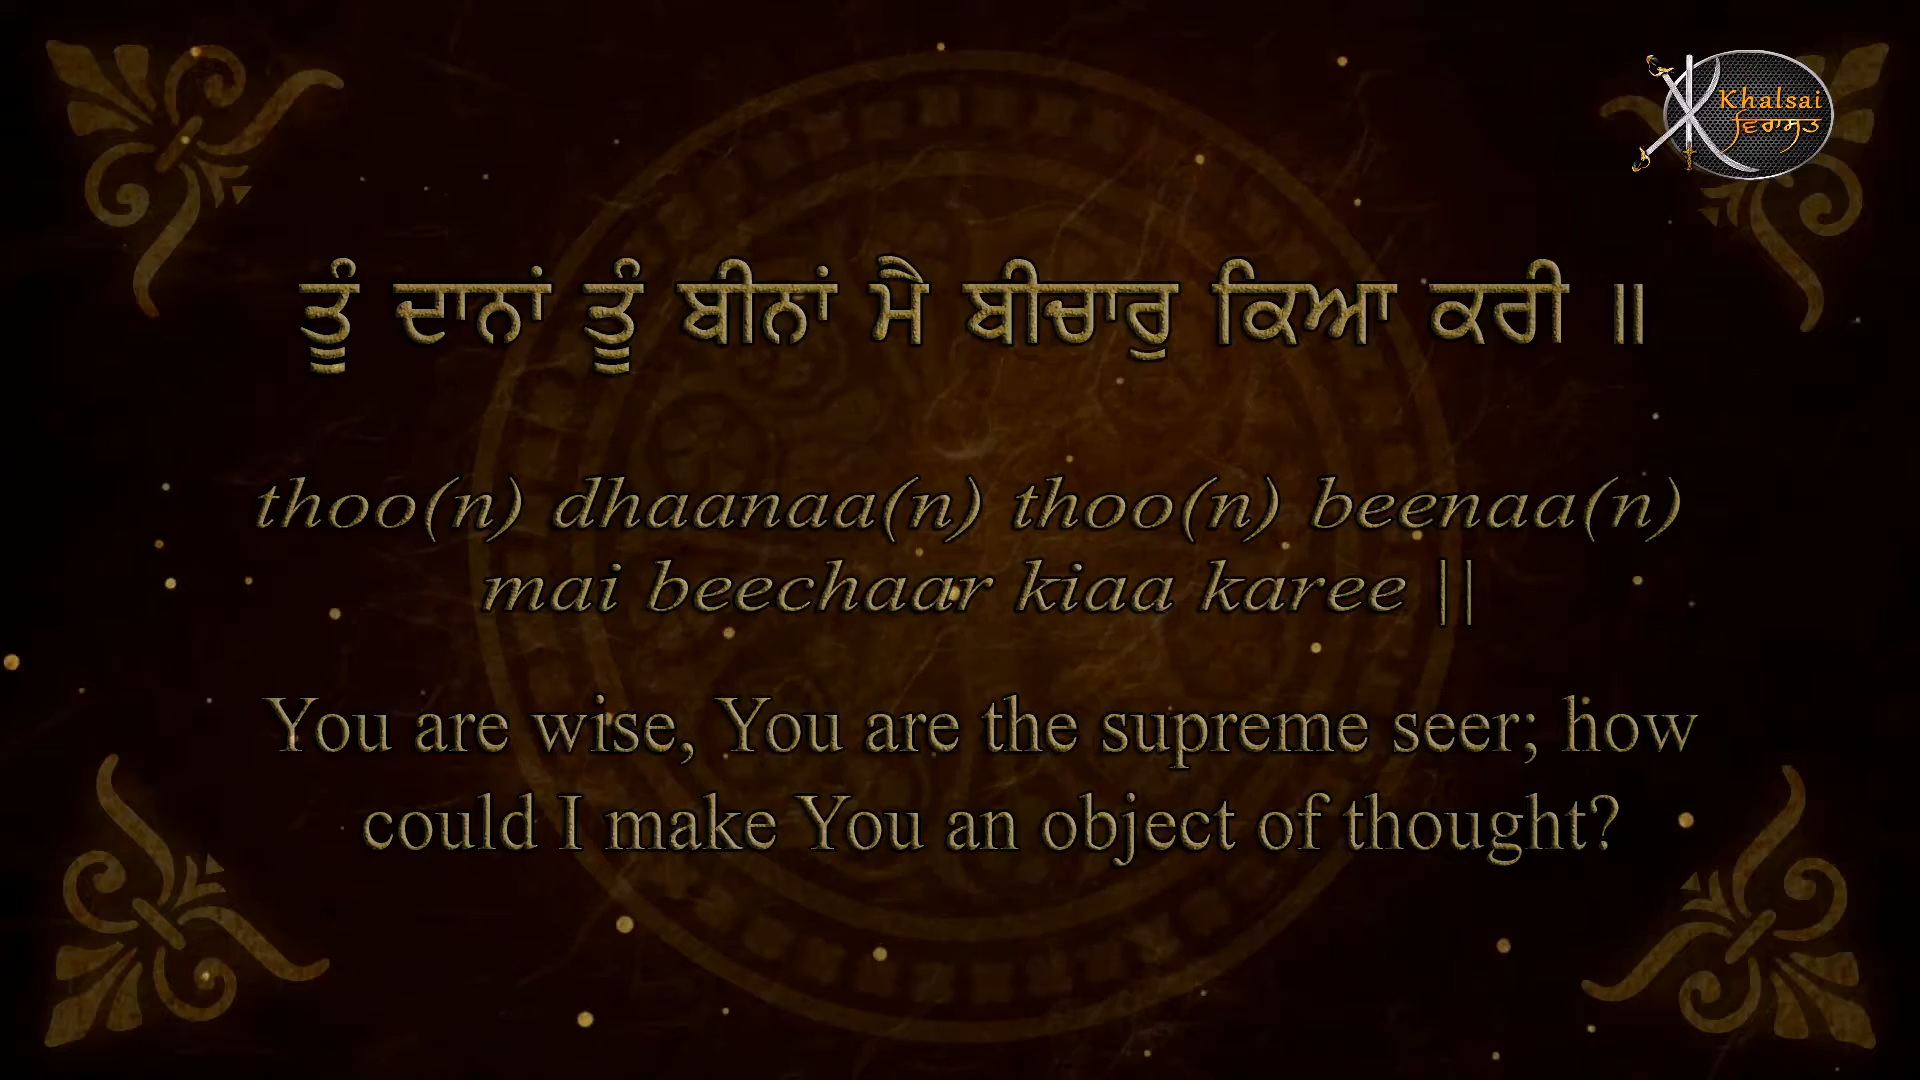 Khalsai
ਵਿਰਾਸਤ
ਤੂੰ ਦਾਨਾਂ ਤੂੰ ਬੀਨਾਂ ਮੈ ਬੀਚਾਰੁ ਕਿਆ ਕਰੀ ॥
thoo(n) dhaanaa(n) thoo(n) beenaa(n)
mai beechaar kiaa karee ||
You are wise, You are the supreme seer; how
could I make You an object of thought?